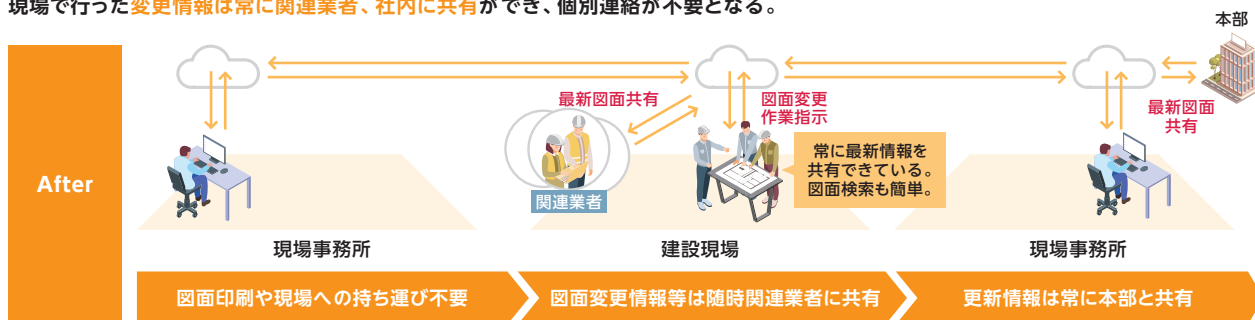 現場で行った変更情報は常に関連業者、社内に共有ができ、個別連絡が不要となる。
本部
最新図面共有
図面変更
作業指示
最新図面
共有
After
常に最新情報を
共有できている。
図面検索も簡単。
関連業者
現場事務所
建設現場
現場事務所
図面印刷や現場への持ち運び不要
図面変更情報等は随時関連業者に共有
更新情報は常に本部と共有